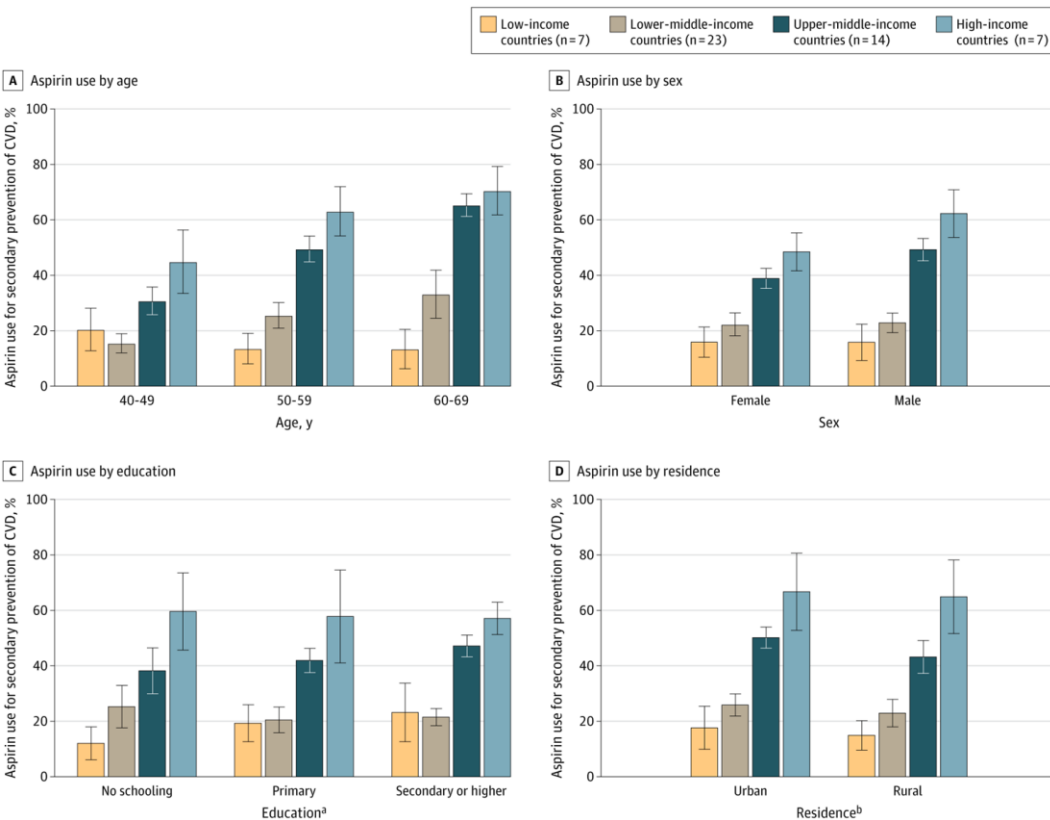 Low-income
countries (n=7)
Lower-middle-income
countries (n=23)
Upper-middle-income
countries (n=14)
High-income
countries (n=7)
A Aspirin use by age
Aspirin use for secondary prevention of CVD, %
100
80
60
40
20
0
40-49
50-59
60-69
Age, y
B Aspirin use by sex
Aspirin use for secondary prevention of CVD, %
100
80
60
40
20
0
Female
Male
Sex
C Aspirin use by education
Aspirin use for secondary prevention of CVD, %
100
80
60
40
20
0
No schooling
Primary
Secondary or higher
Educationᵃ
D Aspirin use by residence
Aspirin use for secondary prevention of CVD, %
100
80
60
40
20
0
Urban
Rural
Residenceᵇ